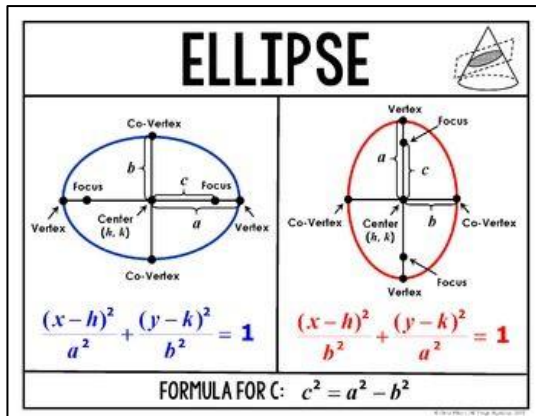 ELLIPSE
Co-Vertex
b
c
Focus
Focus
Vertex
Center
(h, k)
a
Vertex
Co-Vertex
(x − h)² / a² + (y − k)² / b² = 1
Vertex
Focus
a
c
Center
(h, k)
b
Co-Vertex
Co-Vertex
Focus
Vertex
(x − h)² / b² + (y − k)² / a² = 1
FORMULA FOR C: c² = a² − b²